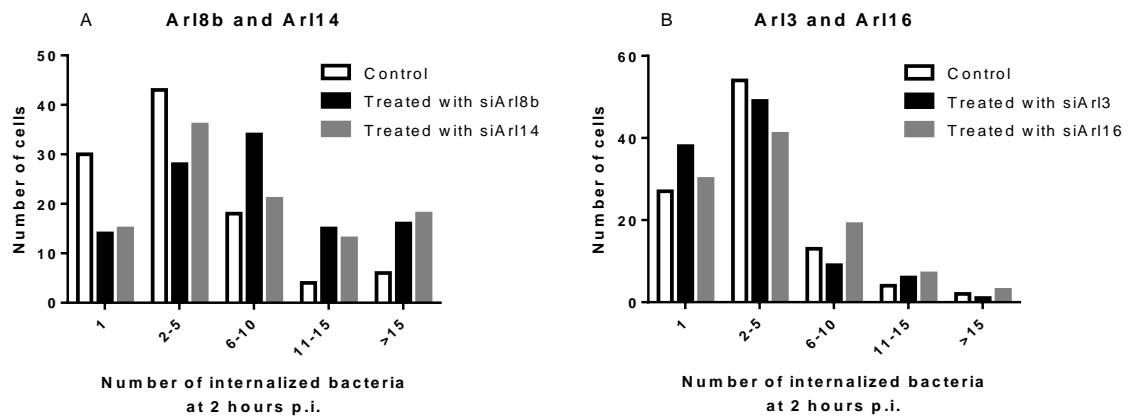 A
Arl8b and Arl14
50
40
30
20
10
0
Number of cells
Control
Treated with siArl8b
Treated with siArl14
1
2-5
6-10
11-15
>15
Number of internalized bacteria
at 2 hours p.i.
B
Arl3 and Arl16
60
40
20
0
Number of cells
Control
Treated with siArl3
Treated with siArl16
1
2-5
6-10
11-15
>15
Number of internalized bacteria
at 2 hours p.i.